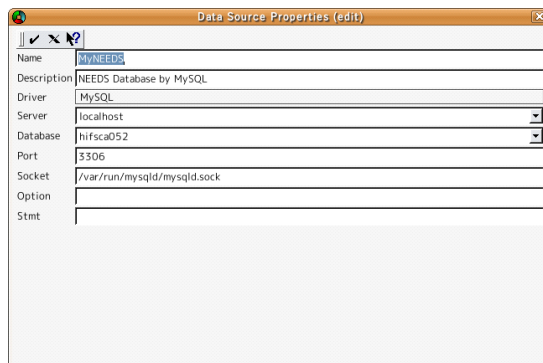 Data Source Properties (edit)
Name MyNEEDS
Description NEEDS Database by MySQL
Driver MySQL
Server localhost
Database hifsca052
Port 3306
Socket /var/run/mysqld/mysqld.sock
Option
Stmt